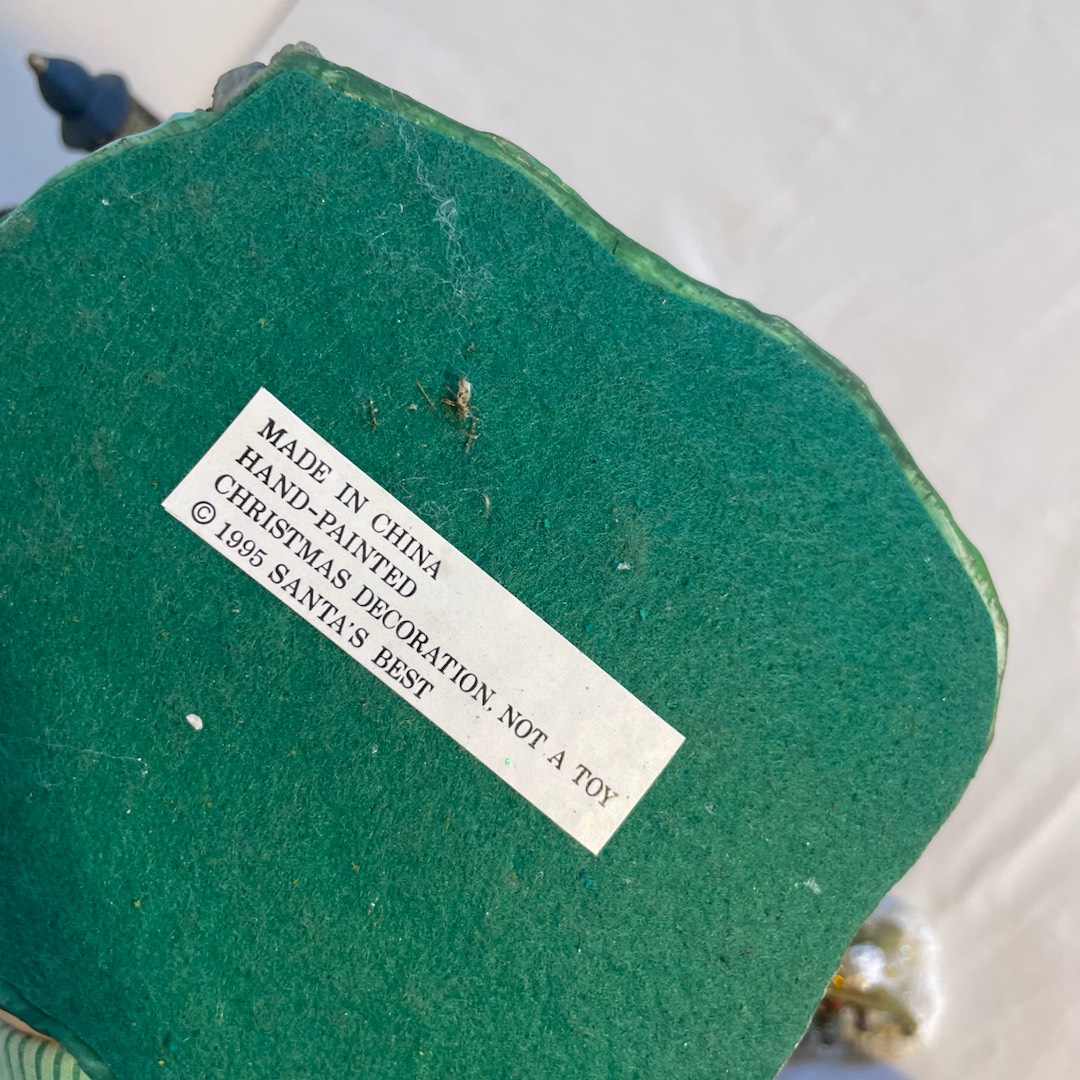 MADE IN CHINA
HAND-PAINTED
CHRISTMAS DECORATION, NOT A TOY
© 1995 SANTA'S BEST